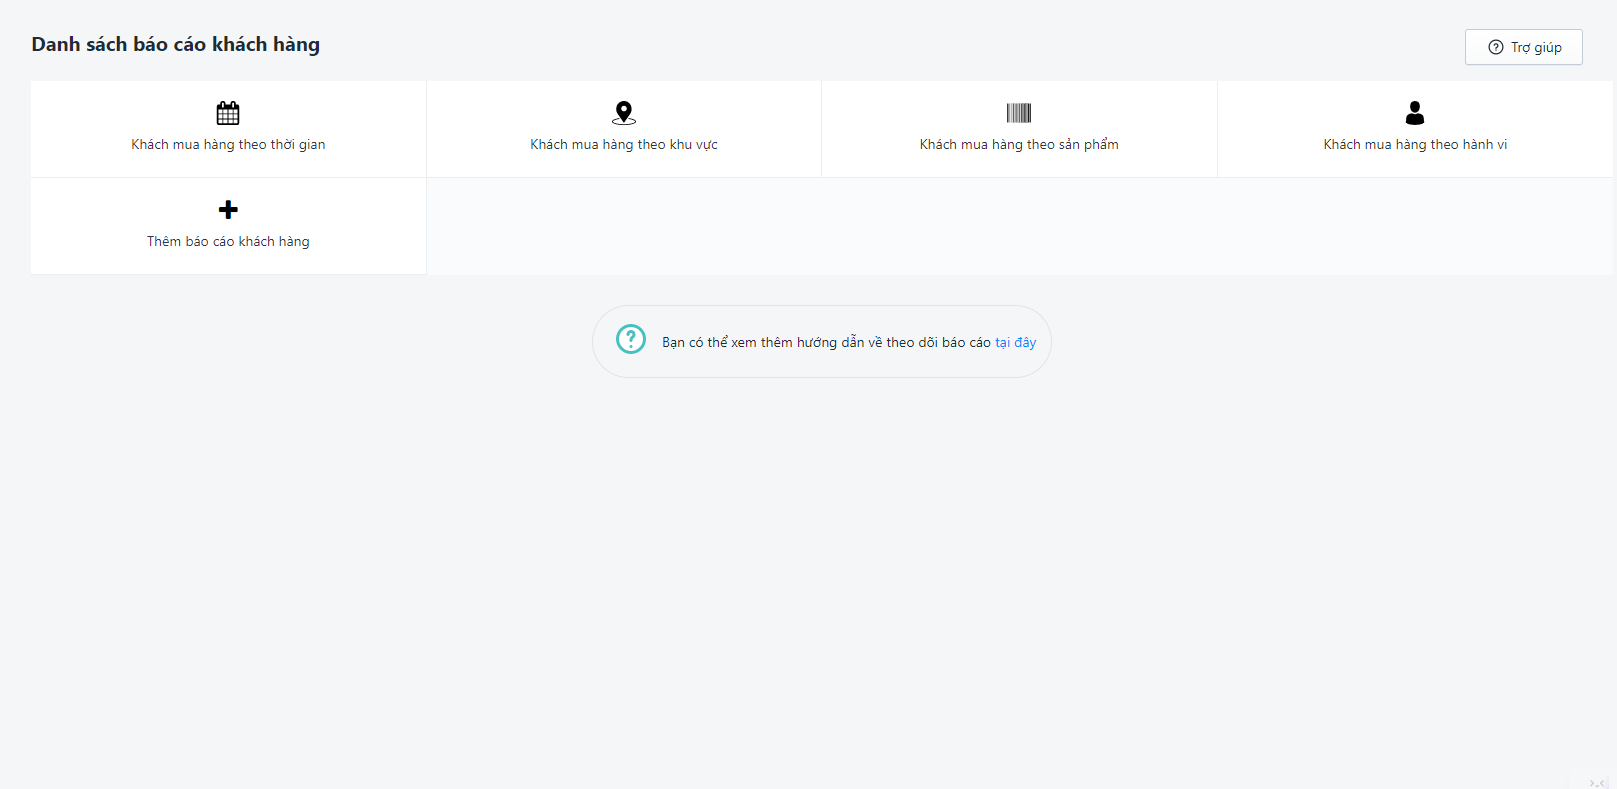 Danh sách báo cáo khách hàng
Trợ giúp
Khách mua hàng theo thời gian
Khách mua hàng theo khu vực
Khách mua hàng theo sản phẩm
Khách mua hàng theo hành vi
Thêm báo cáo khách hàng
Bạn có thể xem thêm hướng dẫn về theo dõi báo cáo tại đây